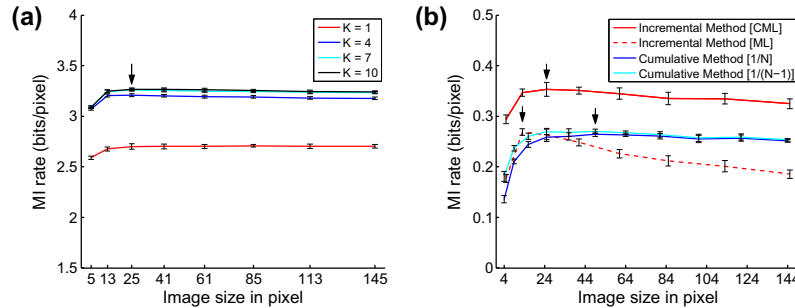 (a)
MI rate (bits/pixel)
4
3.5
3
2.5
2
1.5
5 13 25 41 61 85 113 145
Image size in pixel
K = 1
K = 4
K = 7
K = 10
(b)
MI rate (bits/pixel)
0.5
0.4
0.3
0.2
0.1
0
4 24 44 64 84 104 124 144
Image size in pixel
Incremental Method [CML]
Incremental Method [ML]
Cumulative Method [1/N]
Cumulative Method [1/(N−1)]